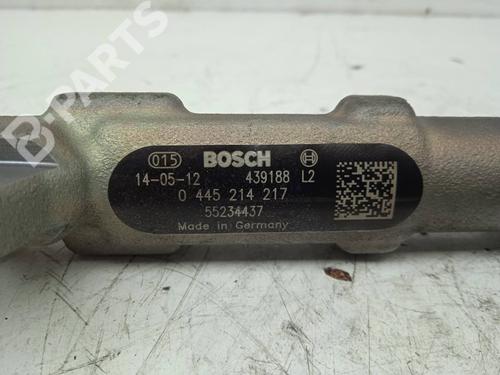 B-PARTS
015 BOSCH
14-05-12 439188 L2
0 445 214 217
55234437
Made in Germany